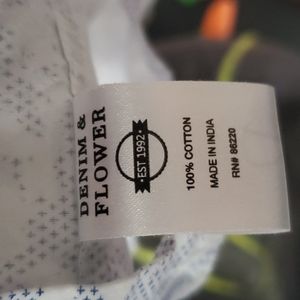 DENIM &
FLOWER
EST 1992
100% COTTON
MADE IN INDIA
RN# 86220